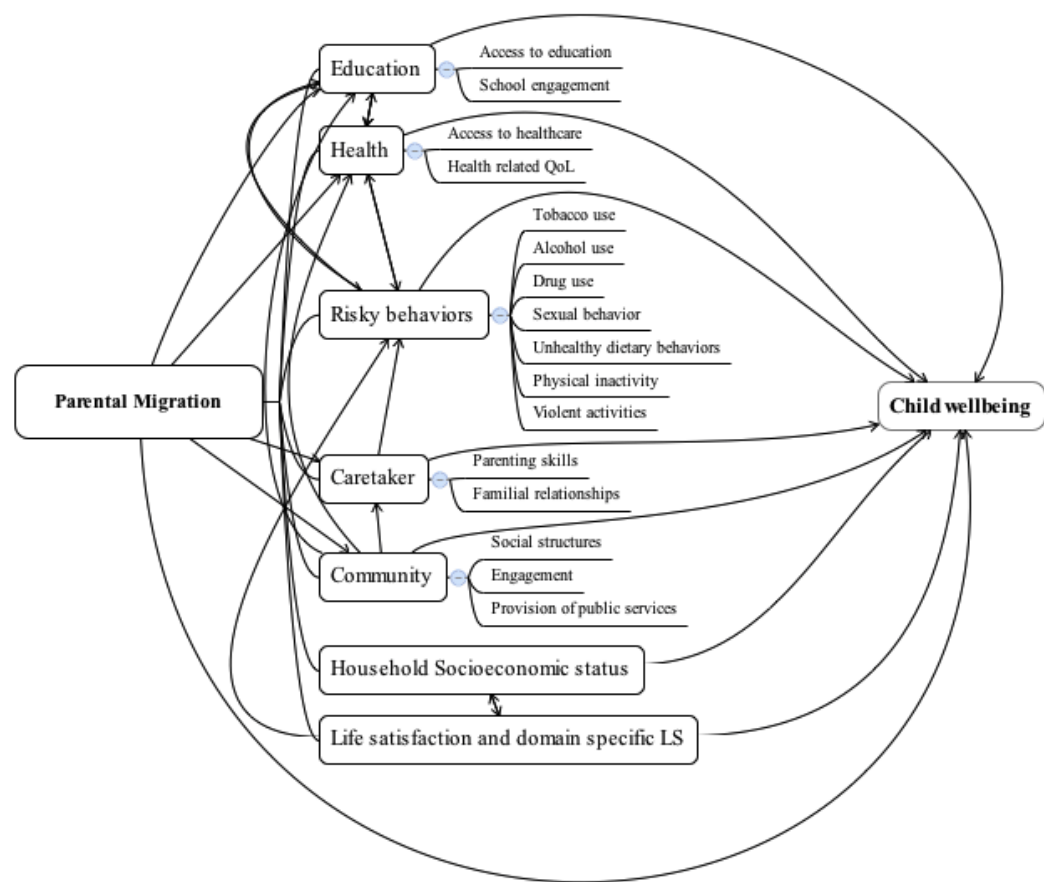 Education
Access to education
School engagement
Health
Access to healthcare
Health related QoL
Risky behaviors
Tobacco use
Alcohol use
Drug use
Sexual behavior
Unhealthy dietary behaviors
Physical inactivity
Violent activities
Parental Migration
Child wellbeing
Caretaker
Parenting skills
Familial relationships
Community
Social structures
Engagement
Provision of public services
Household Socioeconomic status
Life satisfaction and domain specific LS